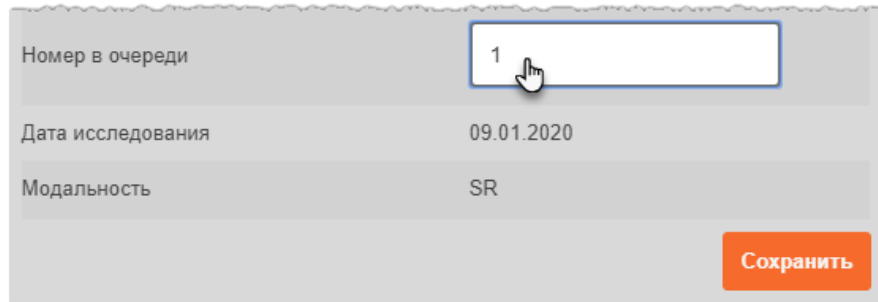 Номер в очереди 1
Дата исследования 09.01.2020
Модальность SR
Сохранить